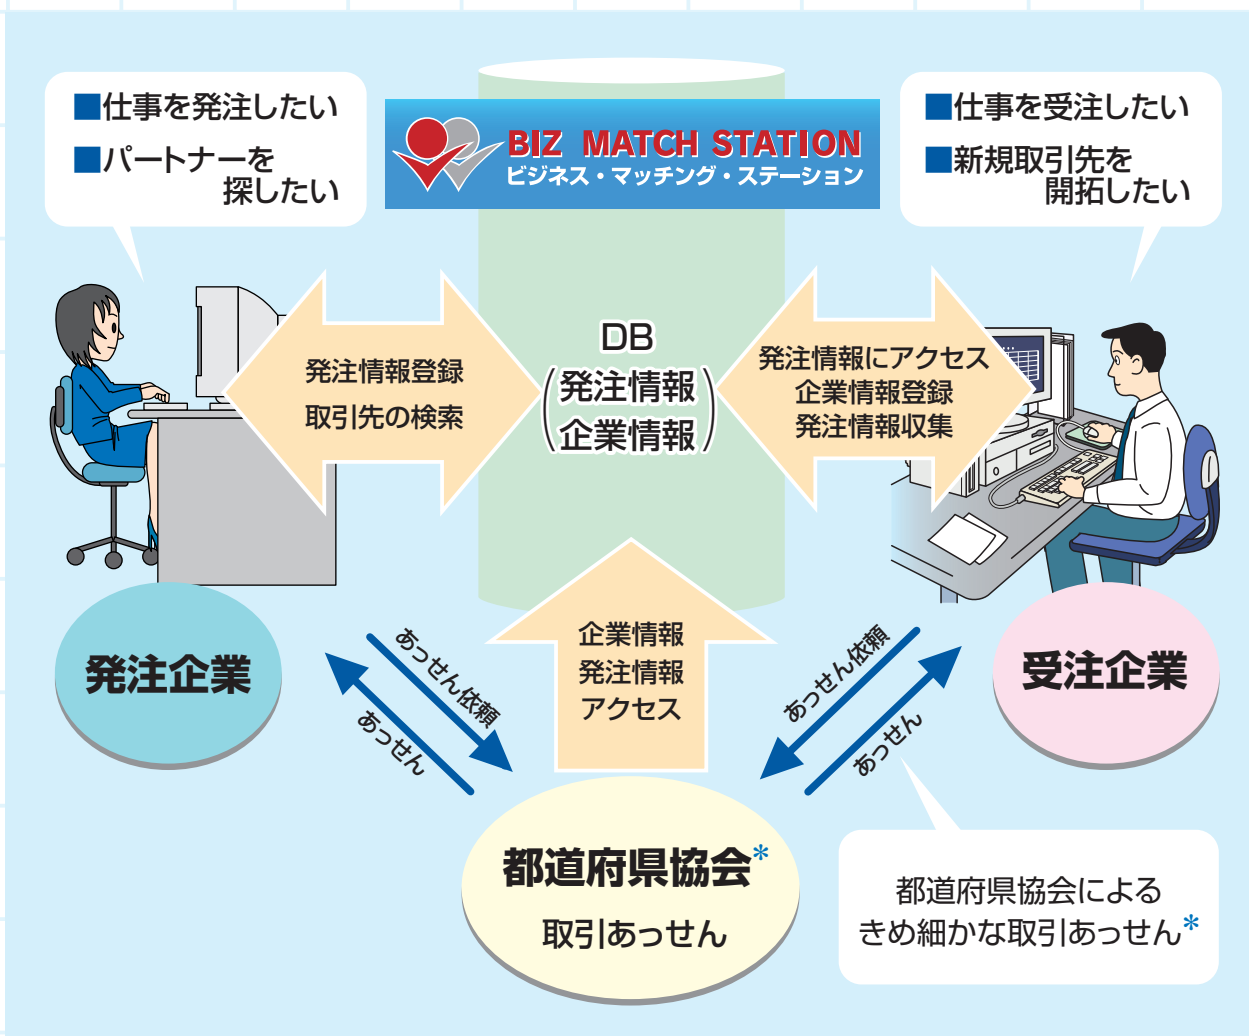 ■仕事を発注したい
■パートナーを
探したい
BIZ MATCH STATION
ビジネス・マッチング・ステーション
■仕事を受注したい
■新規取引先を
開拓したい
発注情報登録
取引先の検索
DB
(発注情報
企業情報)
発注情報にアクセス
企業情報登録
発注情報収集
発注企業
あっせん依頼
あっせん
企業情報
発注情報
アクセス
あっせん依頼
あっせん
受注企業
都道府県協会*
取引あっせん
都道府県協会による
きめ細かな取引あっせん*